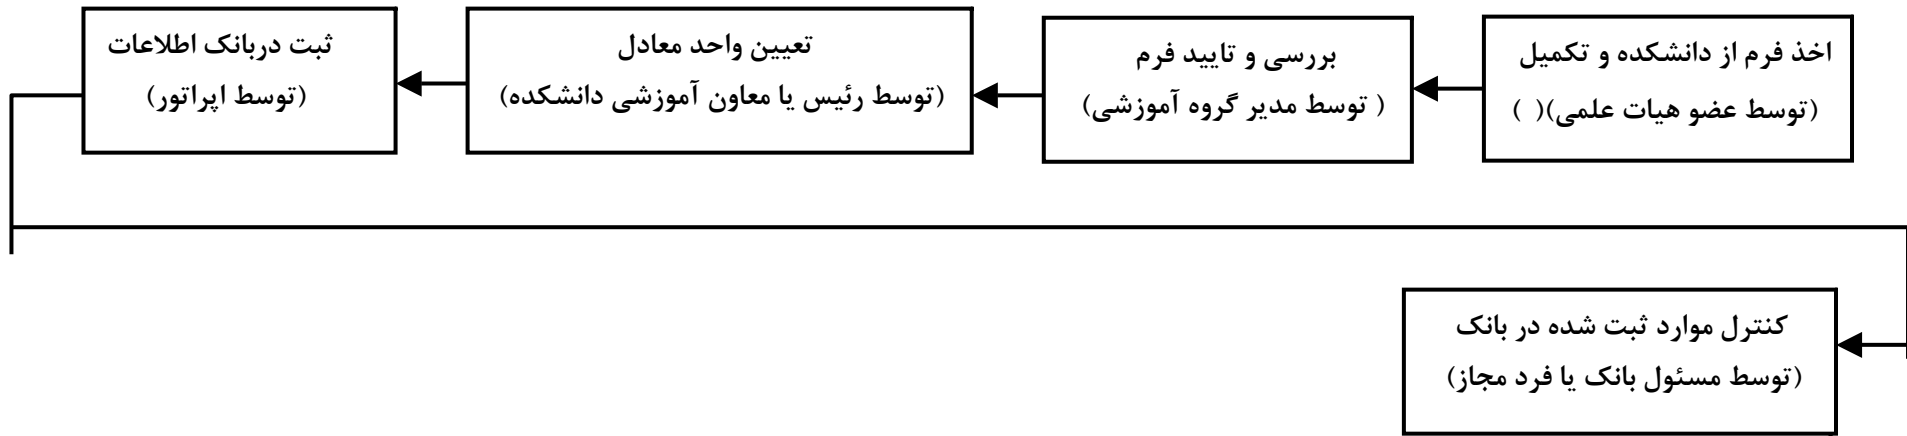 اخذ فرم از دانشکده و تکمیل
(توسط عضو هیات علمی)( )
بررسی و تایید فرم
( توسط مدیر گروه آموزشی)
تعیین واحد معادل
(توسط رئیس یا معاون آموزشی دانشکده)
ثبت دربانک اطلاعات
(توسط اپراتور)
کنترل موارد ثبت شده در بانک
(توسط مسئول بانک یا فرد مجاز)